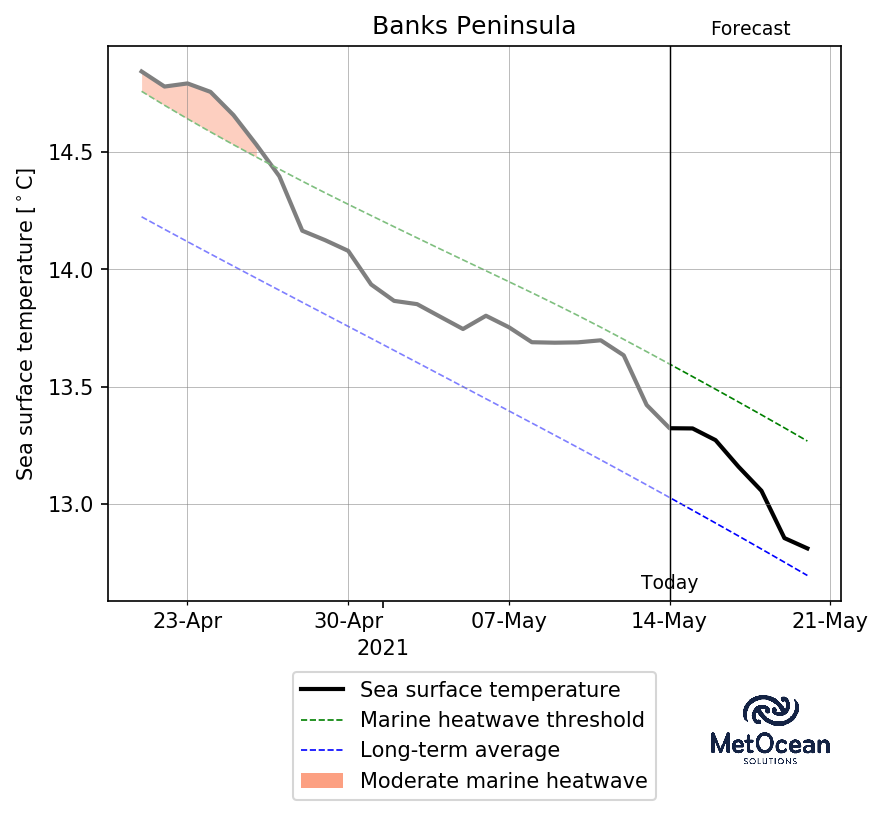 Banks Peninsula
Forecast
Sea surface temperature [°C]
14.5
14.0
13.5
13.0
Today
23-Apr 30-Apr 07-May 14-May 21-May
2021
Sea surface temperature
Marine heatwave threshold
Long-term average
Moderate marine heatwave
MetOcean
SOLUTIONS